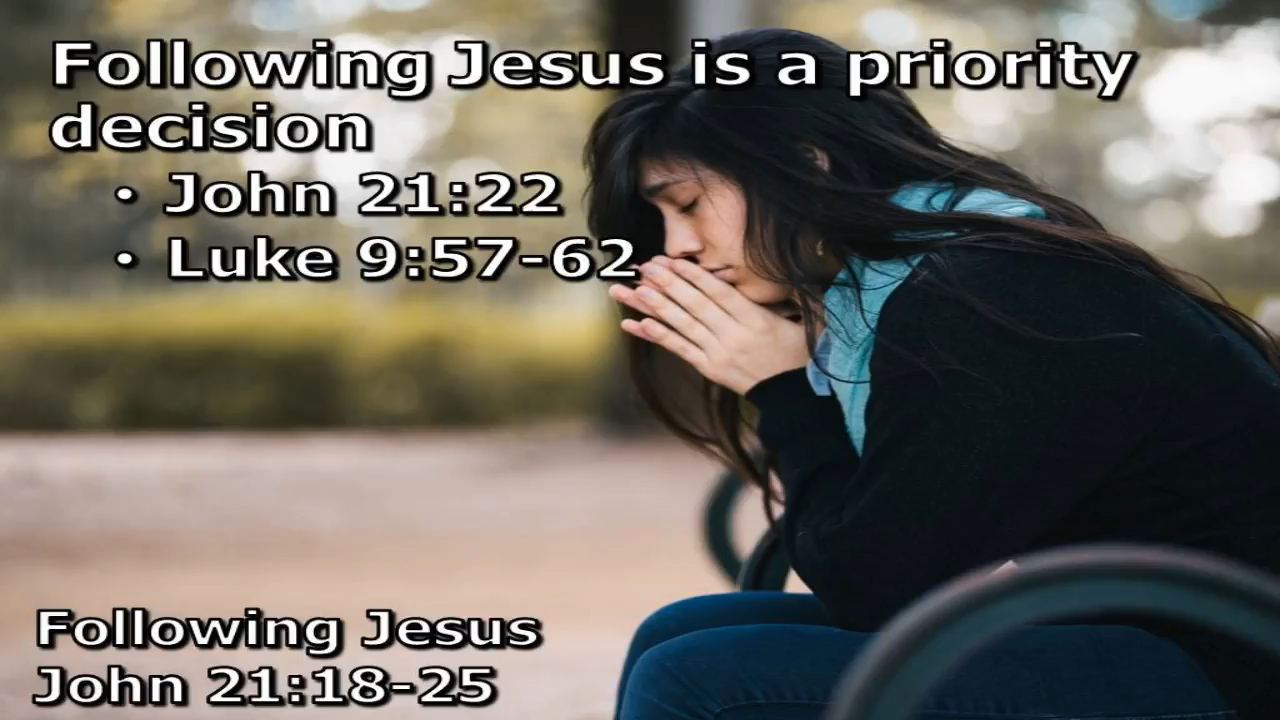 Following Jesus is a priority
decision
• John 21:22
• Luke 9:57-62
Following Jesus
John 21:18-25